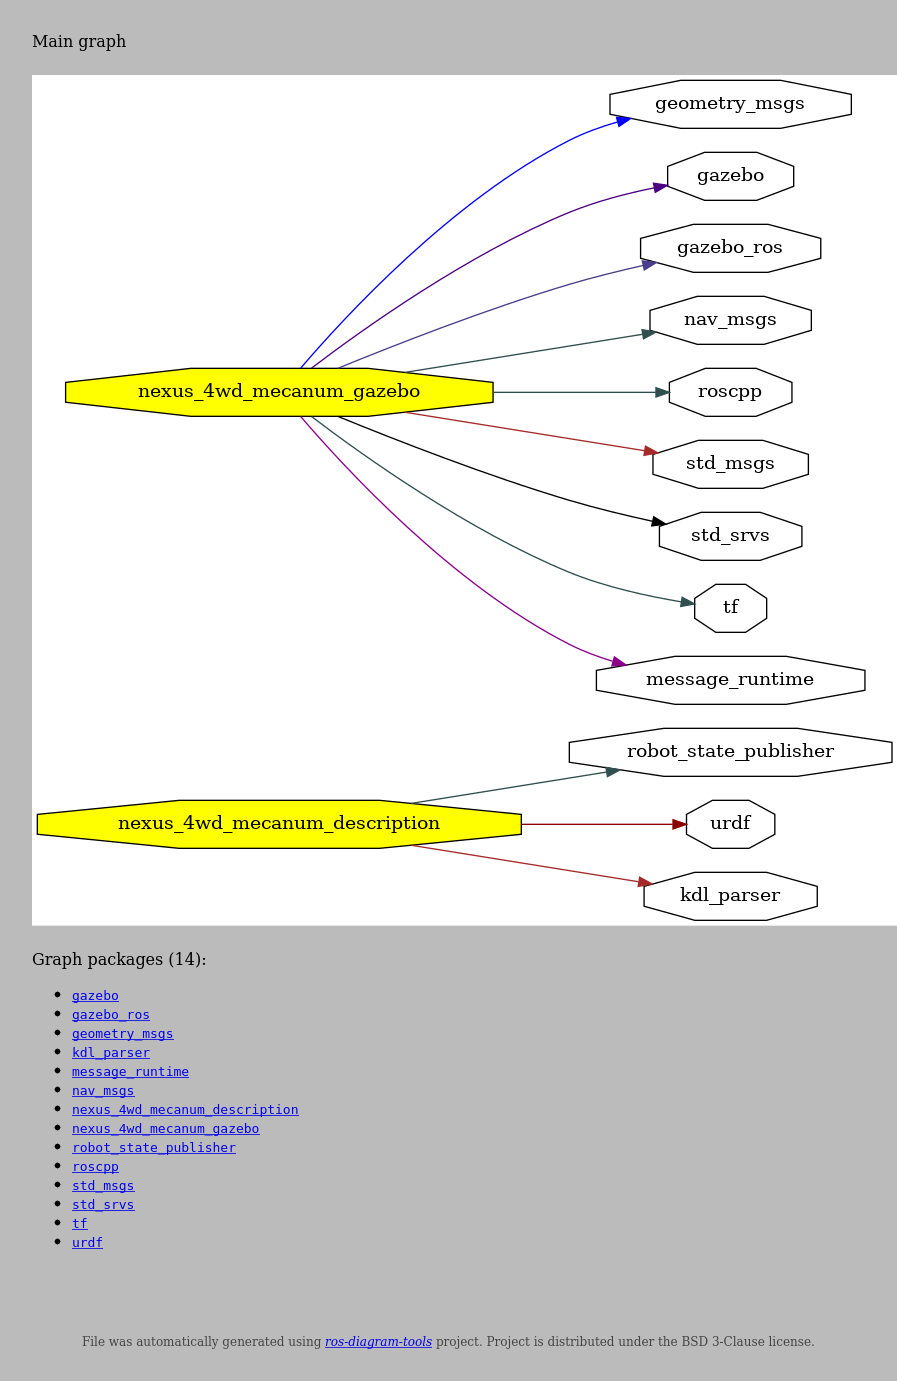 Main graph
geometry_msgs
gazebo
gazebo_ros
nav_msgs
nexus_4wd_mecanum_gazebo
roscpp
std_msgs
std_srvs
tf
message_runtime
robot_state_publisher
nexus_4wd_mecanum_description
urdf
kdl_parser
Graph packages (14):
gazebo
gazebo_ros
geometry_msgs
kdl_parser
message_runtime
nav_msgs
nexus_4wd_mecanum_description
nexus_4wd_mecanum_gazebo
robot_state_publisher
roscpp
std_msgs
std_srvs
tf
urdf
File was automatically generated using ros-diagram-tools project. Project is distributed under the BSD 3-Clause license.